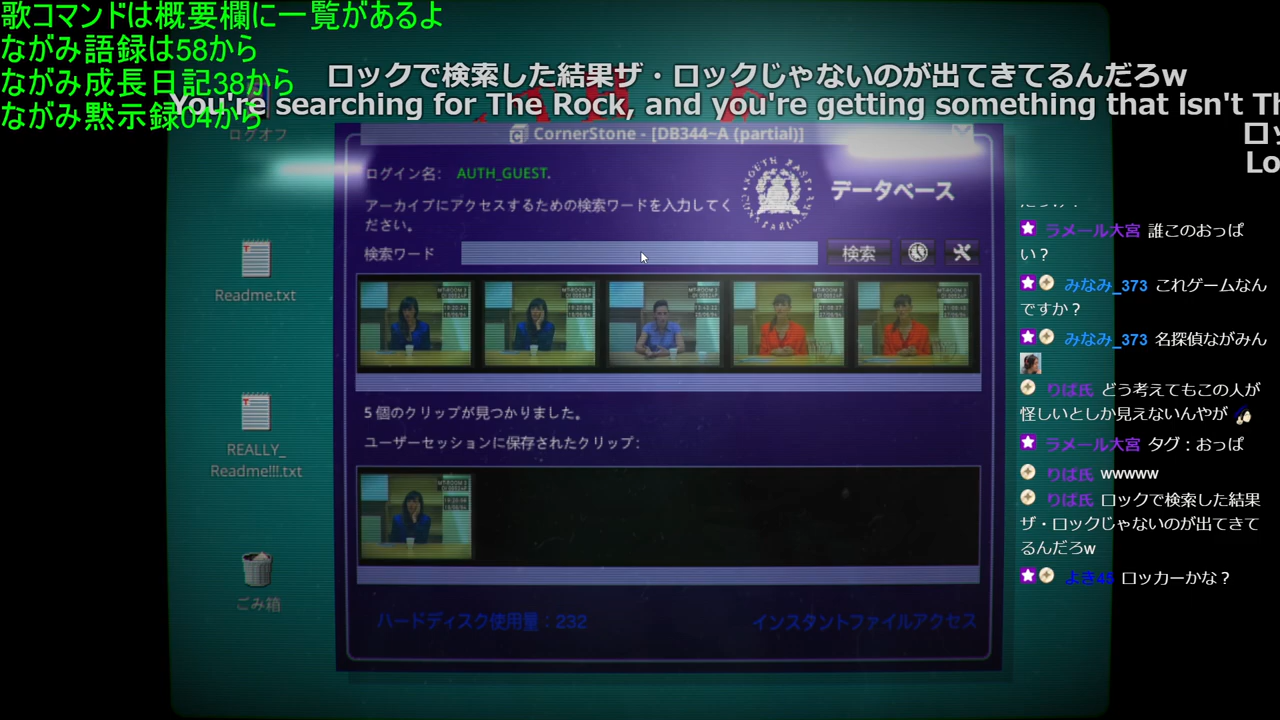 歌コマンドは概要欄に一覧があるよ
ながみ語録は58から
ながみ成長日記38から
ながみ黙示録04から
ロックで検索した結果ザ・ロックじゃないのが出てきてるんだろw
You're searching for The Rock, and you're getting something that isn't Th
ロッ
Lo
ログオフ
CornerStone - [DB344~A (partial)]
ログイン名: AUTH_GUEST.
アーカイブにアクセスするための検索ワードを入力してく
ださい。
データベース
検索ワード
検索
5 個のクリップが見つかりました。
ユーザーセッションに保存されたクリップ:
ハードディスク使用量：232
インスタントファイルアクセス
Readme.txt
REALLY_
Readme!!!.txt
ごみ箱
ラメール大宮 誰このおっぱ
い？
みなみ_373 これゲームなん
ですか？
みなみ_373 名探偵ながみん
りぱ氏 どう考えてもこの人が
怪しいとしか見えないんやが
ラメール大宮 タグ：おっぱ
りぱ氏 wwwww
りぱ氏 ロックで検索した結果
ザ・ロックじゃないのが出てきて
るんだろw
よき45 ロッカーかな？